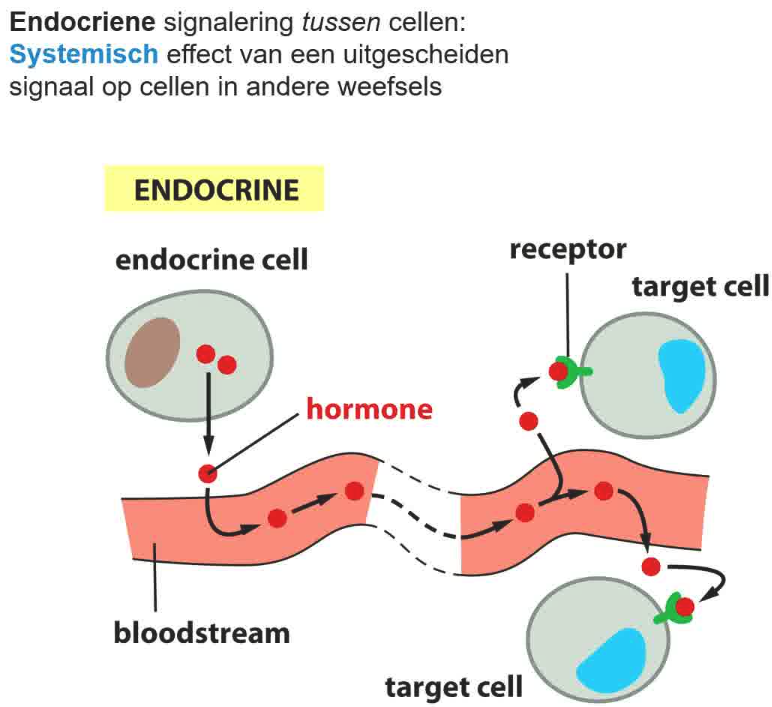 Endocriene signalering tussen cellen:
Systemisch effect van een uitgescheiden
signaal op cellen in andere weefsels
ENDOCRINE
endocrine cell
receptor
target cell
hormone
bloodstream
target cell